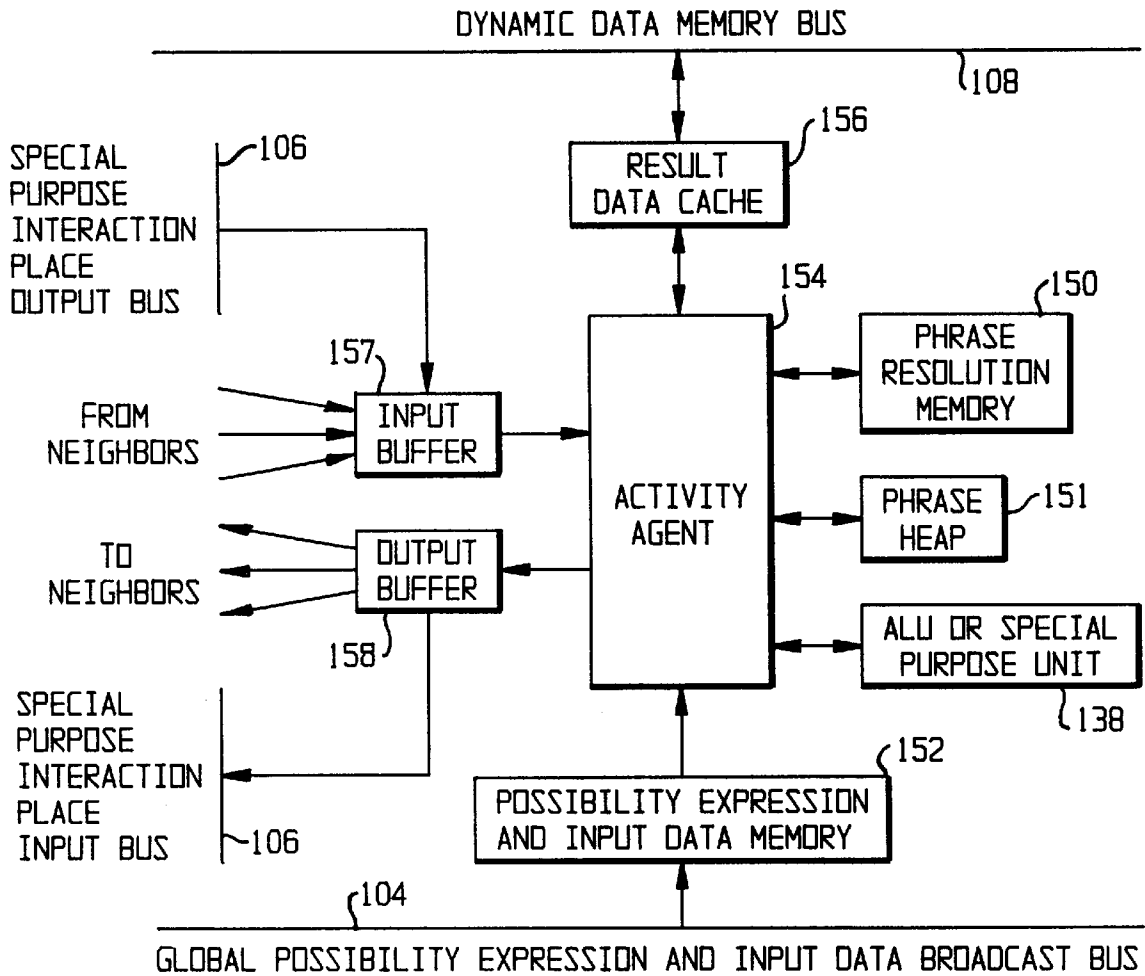 DYNAMIC DATA MEMORY BUS
108
156
SPECIAL
PURPOSE
INTERACTION
PLACE
OUTPUT BUS
106
RESULT
DATA CACHE
154
150
PHRASE
RESOLUTION
MEMORY
157
INPUT
BUFFER
FROM
NEIGHBORS
ACTIVITY
AGENT
PHRASE
HEAP
151
TO
NEIGHBORS
OUTPUT
BUFFER
158
ALU OR SPECIAL
PURPOSE UNIT
138
SPECIAL
PURPOSE
INTERACTION
PLACE
INPUT BUS
106
152
POSSIBILITY EXPRESSION
AND INPUT DATA MEMORY
104
GLOBAL POSSIBILITY EXPRESSION AND INPUT DATA BROADCAST BUS